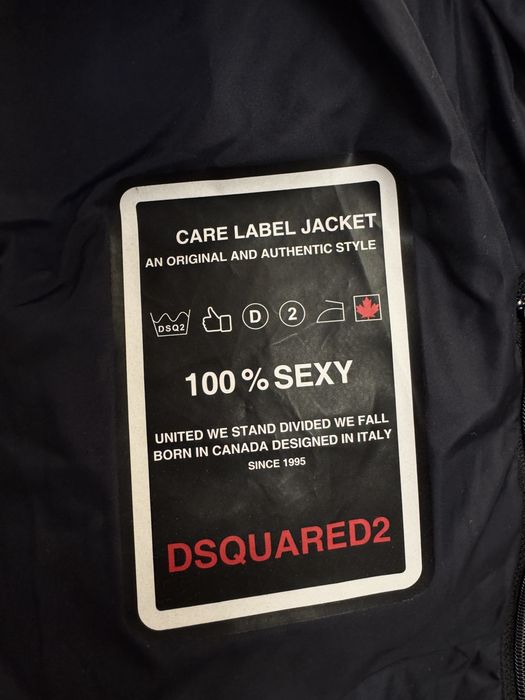 CARE LABEL JACKET
AN ORIGINAL AND AUTHENTIC STYLE
DSQ2 D 2
100 % SEXY
UNITED WE STAND DIVIDED WE FALL
BORN IN CANADA DESIGNED IN ITALY
SINCE 1995
DSQUARED2